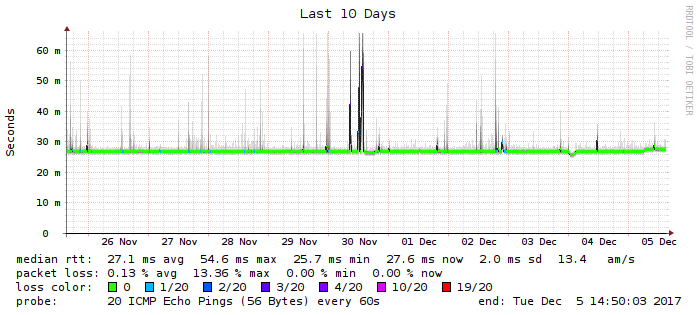 Last 10 Days
RRDTOOL / TOBI OETIKER
Seconds
60 m
50 m
40 m
30 m
20 m
10 m
0
26 Nov 27 Nov 28 Nov 29 Nov 30 Nov 01 Dec 02 Dec 03 Dec 04 Dec 05 Dec
median rtt: 27.1 ms avg 54.6 ms max 25.7 ms min 27.6 ms now 2.0 ms sd 13.4 am/s
packet loss: 0.13 % avg 13.36 % max 0.00 % min 0.00 % now
loss color: 0 1/20 2/20 3/20 4/20 10/20 19/20
probe: 20 ICMP Echo Pings (56 Bytes) every 60s end: Tue Dec 5 14:50:03 2017